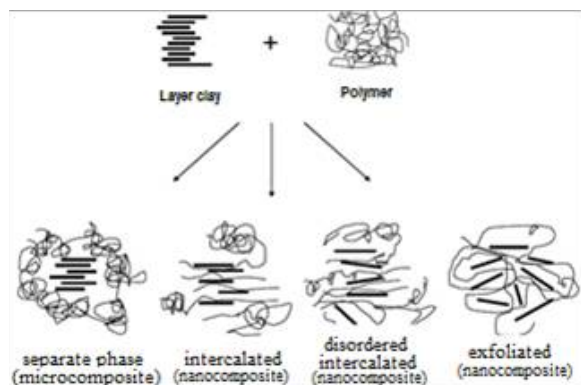 +
Layer clay
Polymer
separate phase
(microcomposite)
intercalated
(nanocomposite)
disordered
intercalated
(nanocomposite)
exfoliated
(nanocomposite)